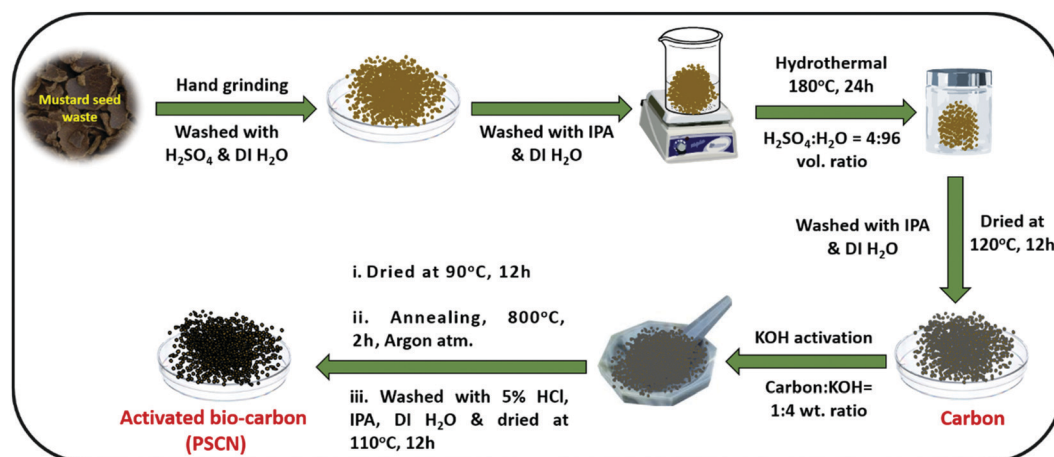 Mustard seed
waste
Hand grinding
Washed with
H₂SO₄ & DI H₂O
Washed with IPA
& DI H₂O
Hydrothermal
180°C, 24h
H₂SO₄:H₂O = 4:96
vol. ratio
Washed with IPA
& DI H₂O
Dried at
120°C, 12h
Carbon
KOH activation
Carbon:KOH=
1:4 wt. ratio
i. Dried at 90°C, 12h
ii. Annealing, 800°C,
2h, Argon atm.
iii. Washed with 5% HCl,
IPA, DI H₂O & dried at
110°C, 12h
Activated bio-carbon
(PSCN)